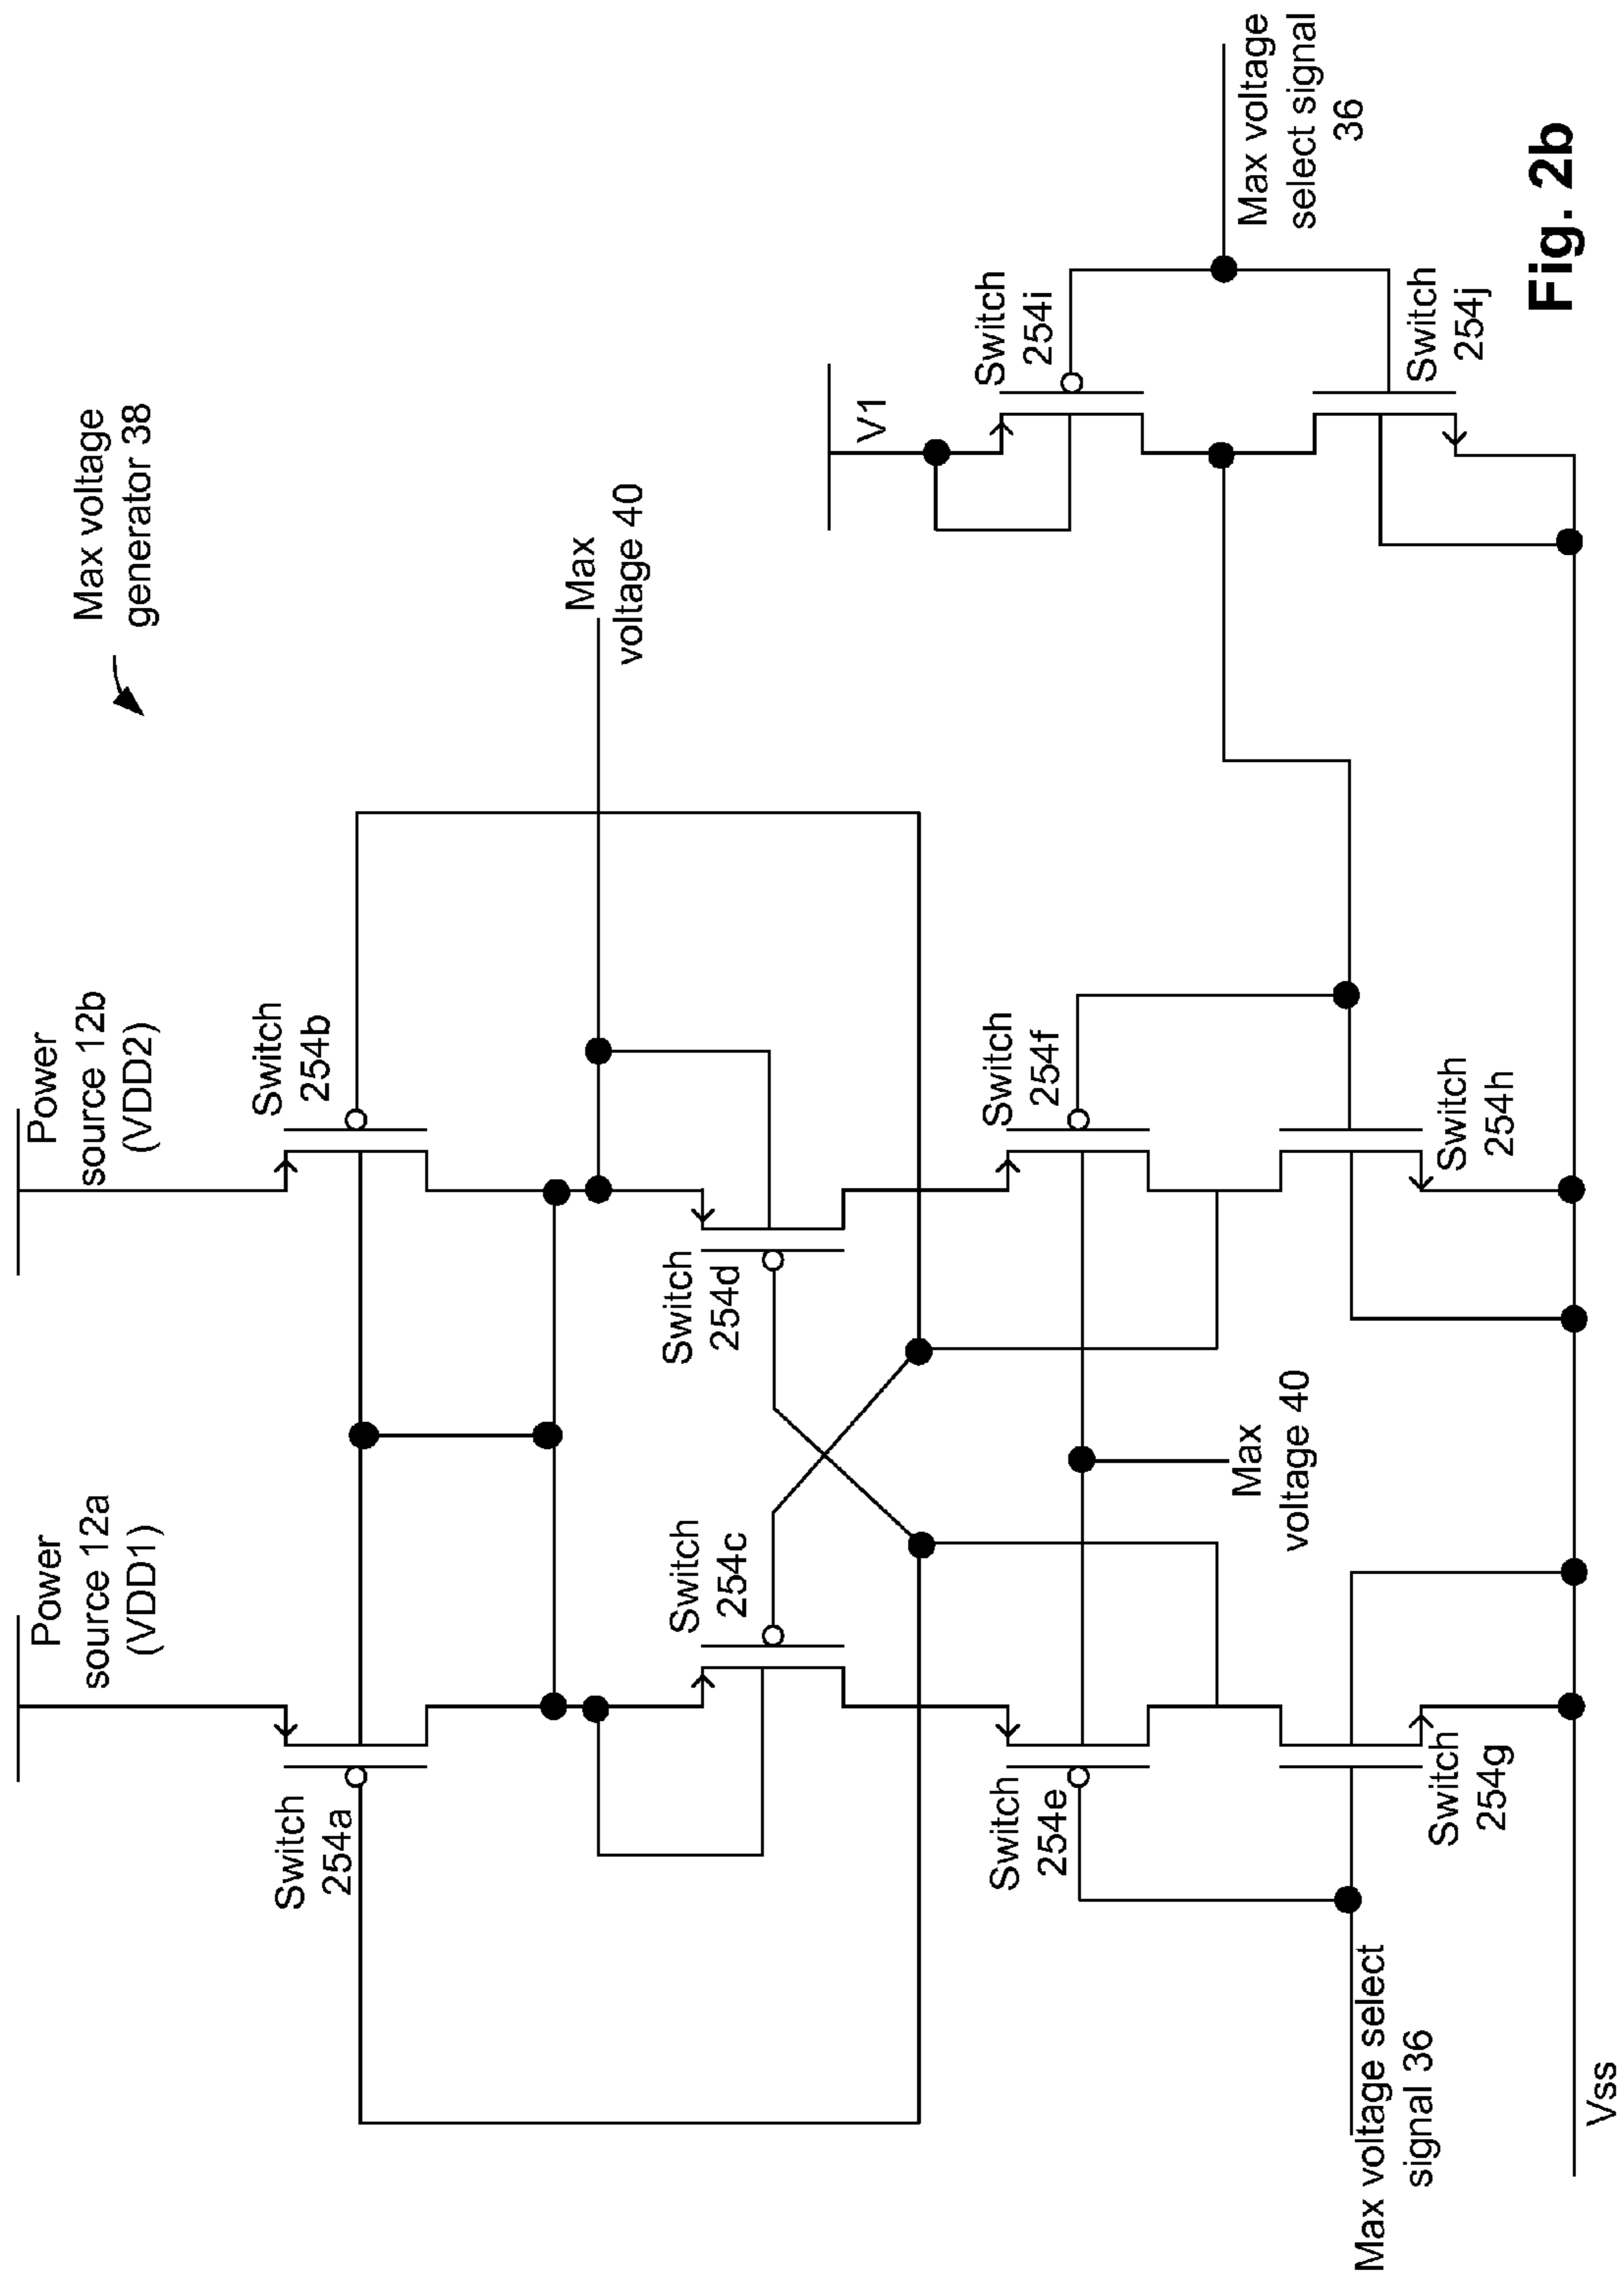 Max voltage
generator 38
Power
source 12a
(VDD1)
Power
source 12b
(VDD2)
Switch
254a
Switch
254b
Max
voltage 40
Switch
254c
Switch
254d
V1
Switch
254e
Switch
254f
Switch
254i
Max voltage
select signal
36
Max
voltage 40
Max voltage select
signal 36
Switch
254g
Switch
254h
Switch
254j
Vss
Fig. 2b